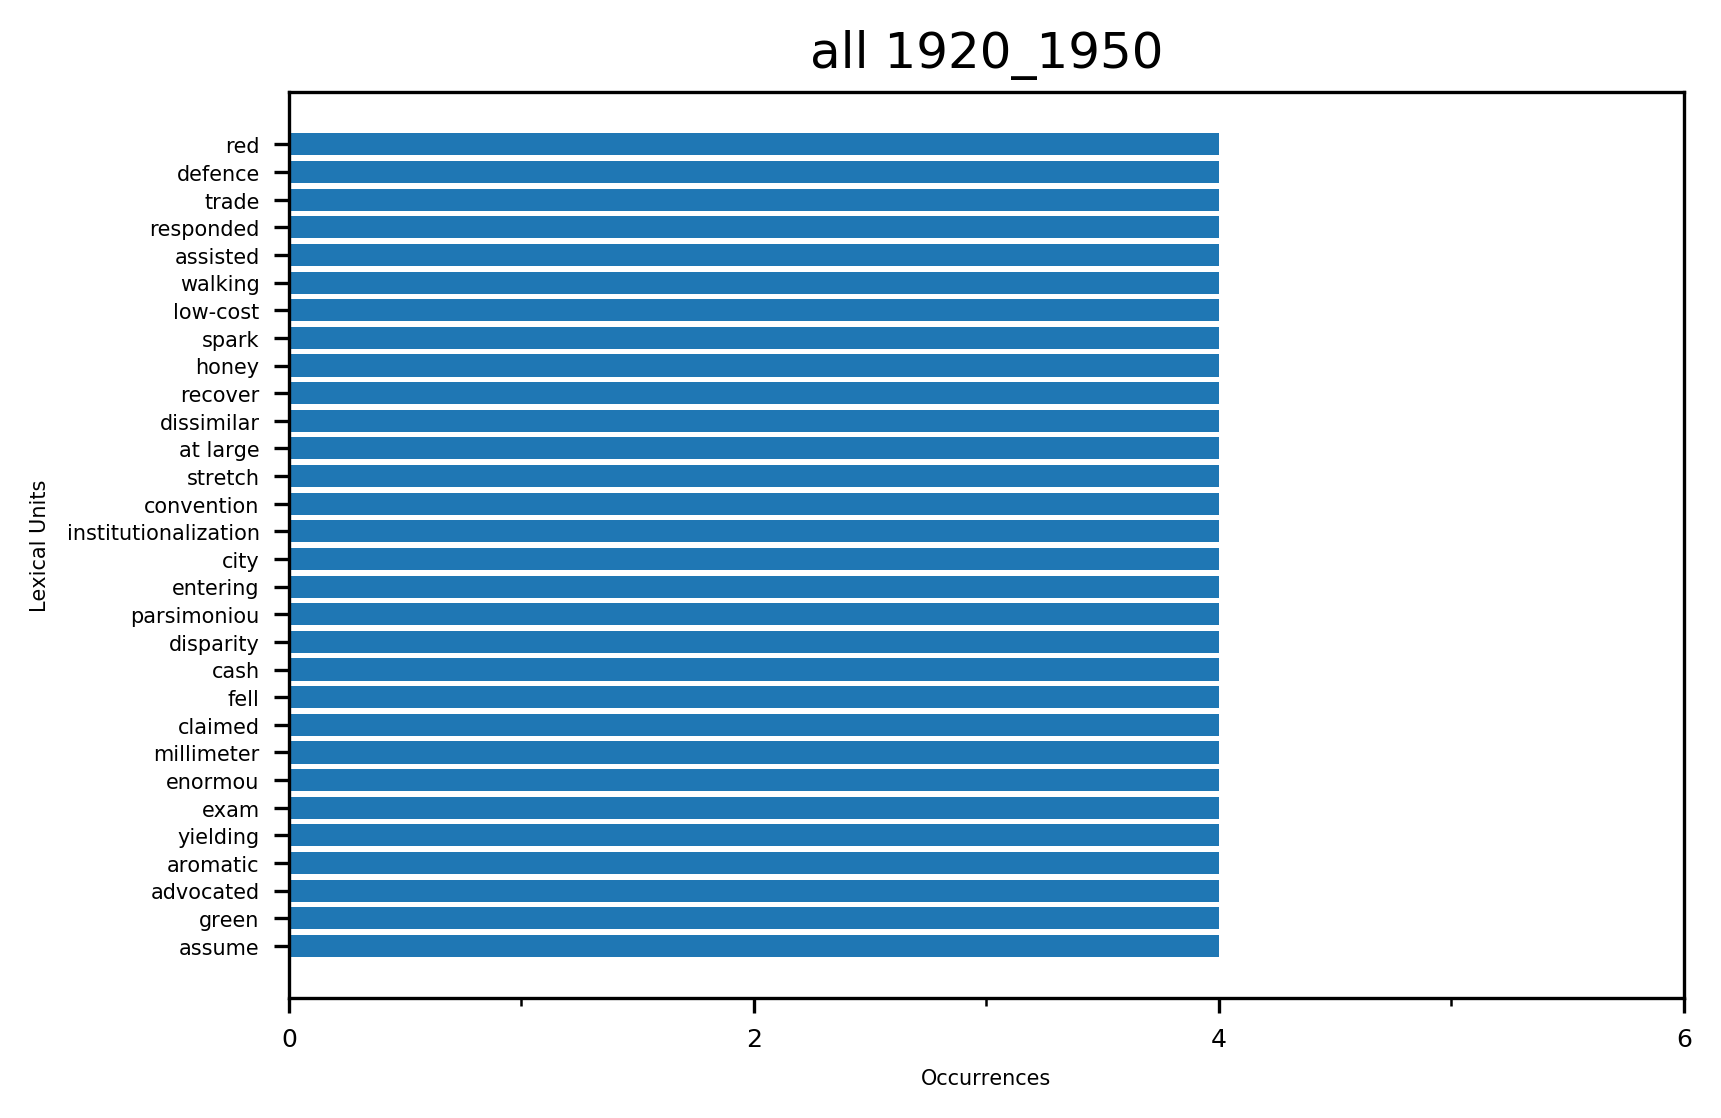 all 1920_1950
red
defence
trade
responded
assisted
walking
low-cost
spark
honey
recover
dissimilar
at large
stretch
convention
institutionalization
city
entering
parsimoniou
disparity
cash
fell
claimed
millimeter
enormou
exam
yielding
aromatic
advocated
green
assume
Lexical Units
0 2 4 6
Occurrences